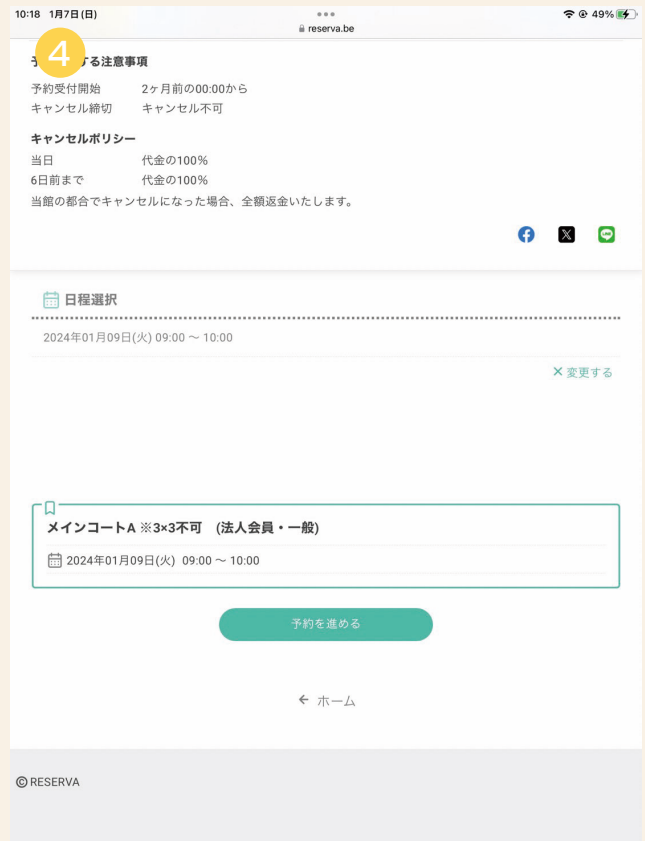 10:18 1月7日(日)
reserva.be
49%
4
する注意事項
予約受付開始 2ヶ月前の00:00から
キャンセル締切 キャンセル不可
キャンセルポリシー
当日 代金の100%
6日前まで 代金の100%
当館の都合でキャンセルになった場合、全額返金いたします。
LINE
日程選択
2024年01月09日(火) 09:00 ～ 10:00
× 変更する
メインコートA ※3×3不可 (法人会員・一般)
2024年01月09日(火) 09:00 ～ 10:00
予約を進める
← ホーム
© RESERVA